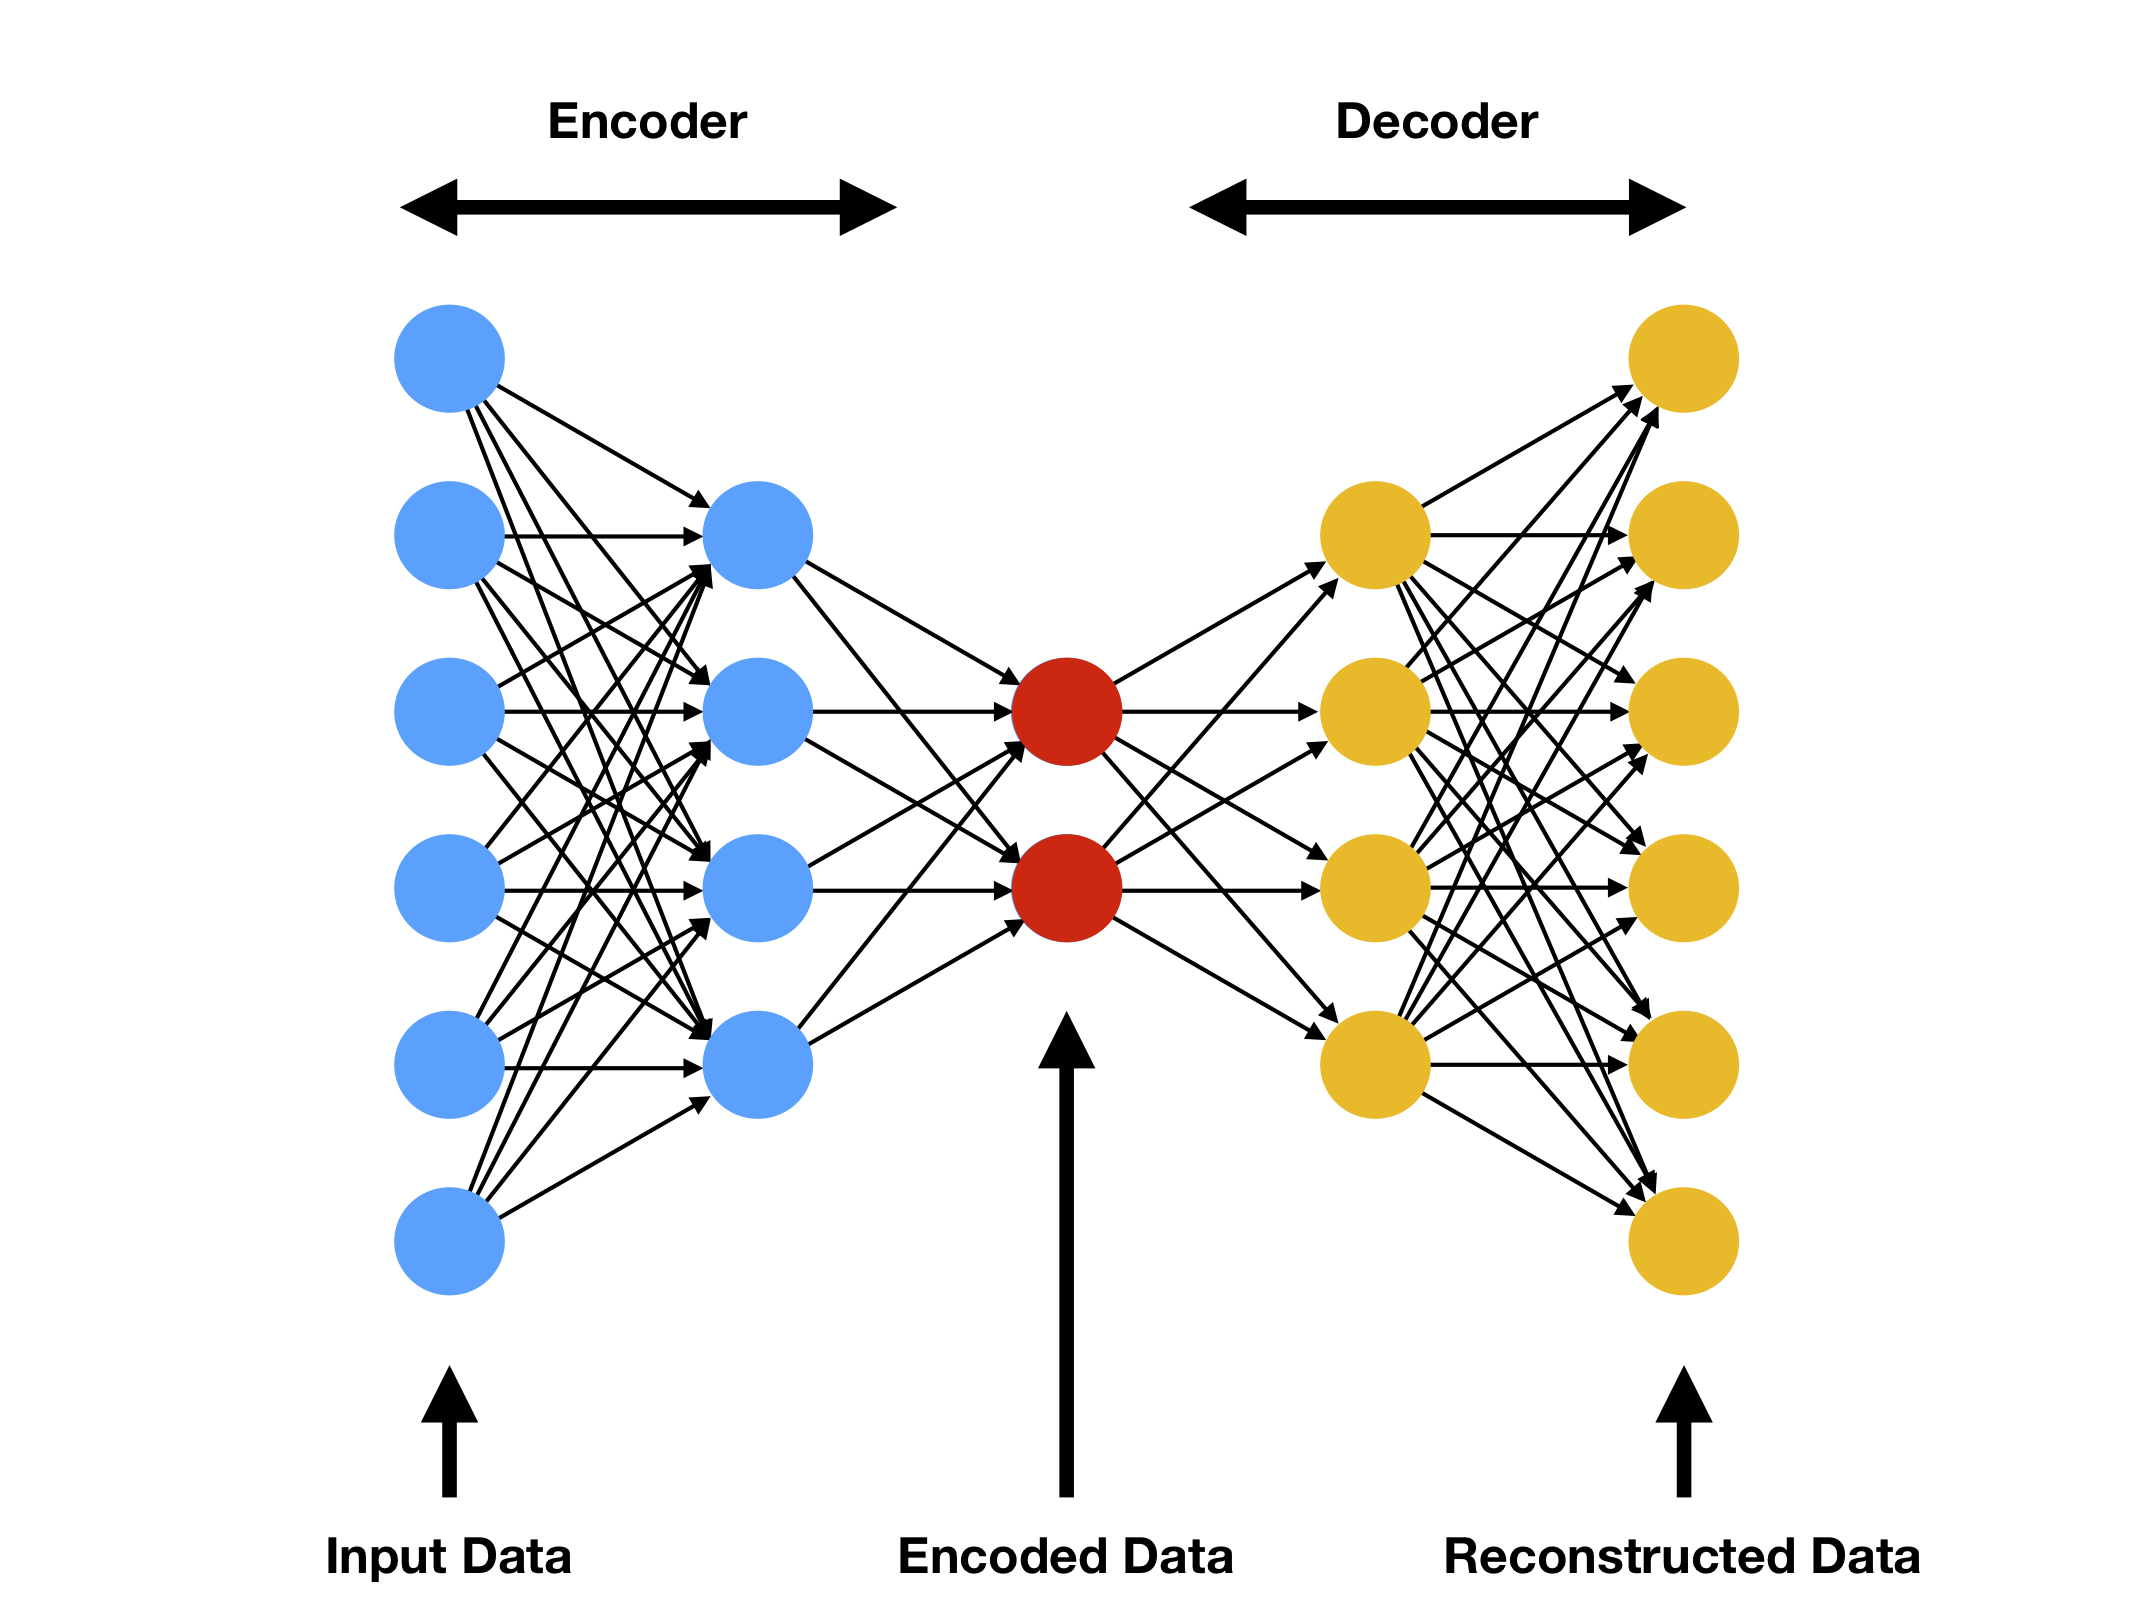 Encoder
Decoder
Input Data
Encoded Data
Reconstructed Data